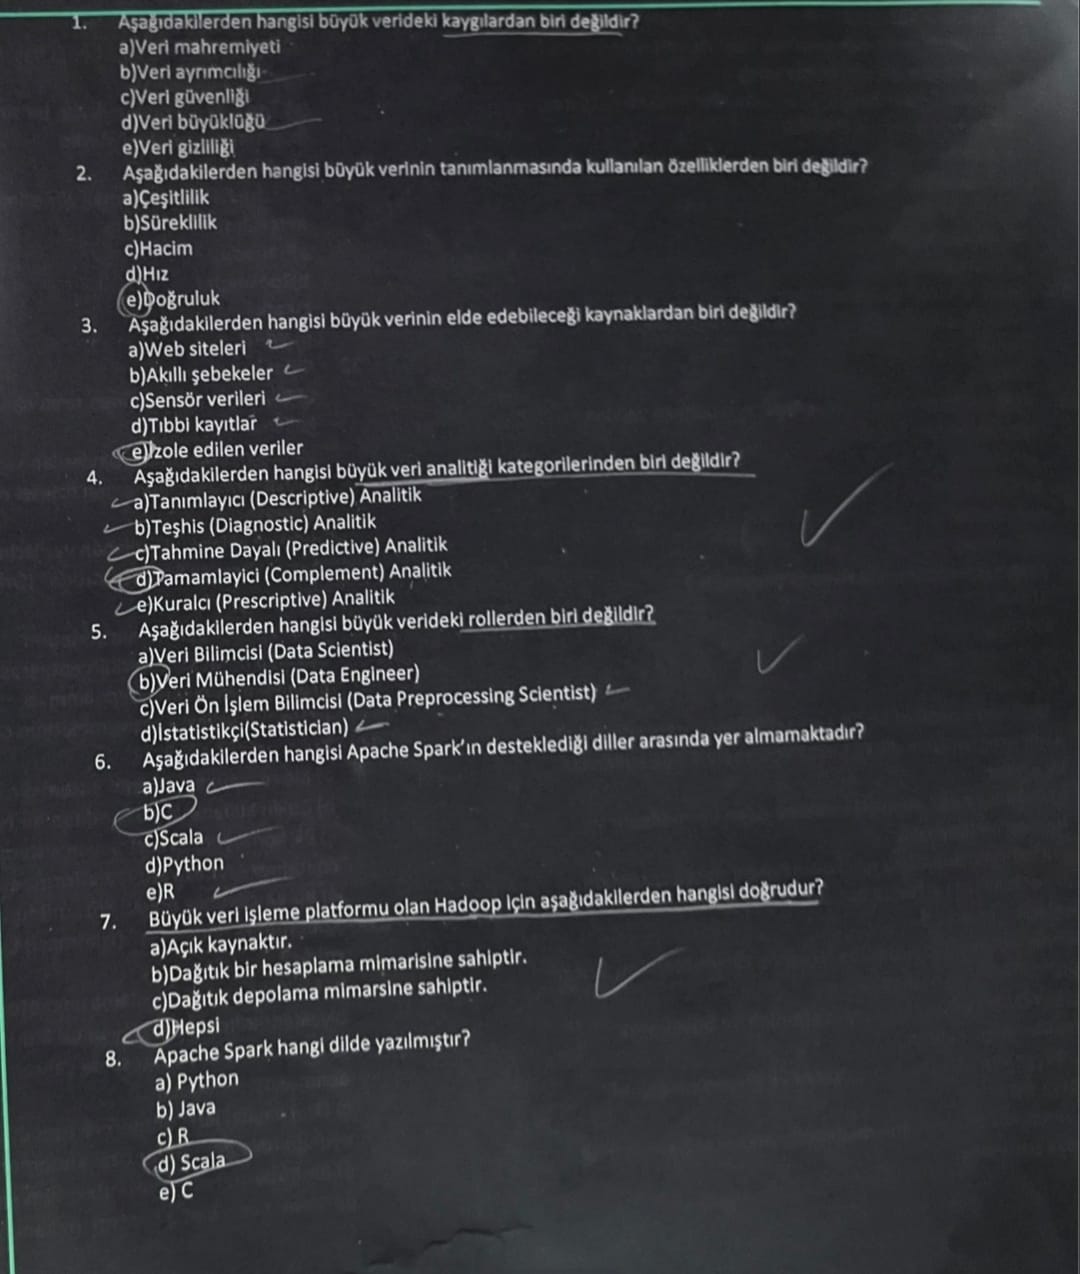 1. Aşağıdakilerden hangisi büyük verideki kaygılardan biri değildir?
a)Veri mahremiyeti
b)Veri ayrımcılığı
c)Veri güvenliği
d)Veri büyüklüğü
e)Veri gizliliği
2. Aşağıdakilerden hangisi büyük verinin tanımlanmasında kullanılan özelliklerden biri değildir?
a)Çeşitlilik
b)Süreklilik
c)Hacim
d)Hız
e)Doğruluk
3. Aşağıdakilerden hangisi büyük verinin elde edebileceği kaynaklardan biri değildir?
a)Web siteleri
b)Akıllı şebekeler
c)Sensör verileri
d)Tıbbi kayıtlar
e)İzole edilen veriler
4. Aşağıdakilerden hangisi büyük veri analitiği kategorilerinden biri değildir?
a)Tanımlayıcı (Descriptive) Analitik
b)Teşhis (Diagnostic) Analitik
c)Tahmine Dayalı (Predictive) Analitik
d)Tamamlayici (Complement) Analitik
e)Kuralcı (Prescriptive) Analitik
5. Aşağıdakilerden hangisi büyük verideki rollerden biri değildir?
a)Veri Bilimcisi (Data Scientist)
b)Veri Mühendisi (Data Engineer)
c)Veri Ön İşlem Bilimcisi (Data Preprocessing Scientist)
d)İstatistikçi(Statistician)
6. Aşağıdakilerden hangisi Apache Spark'ın desteklediği diller arasında yer almamaktadır?
a)Java
b)C
c)Scala
d)Python
e)R
7. Büyük veri işleme platformu olan Hadoop için aşağıdakilerden hangisi doğrudur?
a)Açık kaynaktır.
b)Dağıtık bir hesaplama mimarisine sahiptir.
c)Dağıtık depolama mimarsine sahiptir.
d)Hepsi
8. Apache Spark hangi dilde yazılmıştır?
a) Python
b) Java
c) R
d) Scala
e) C